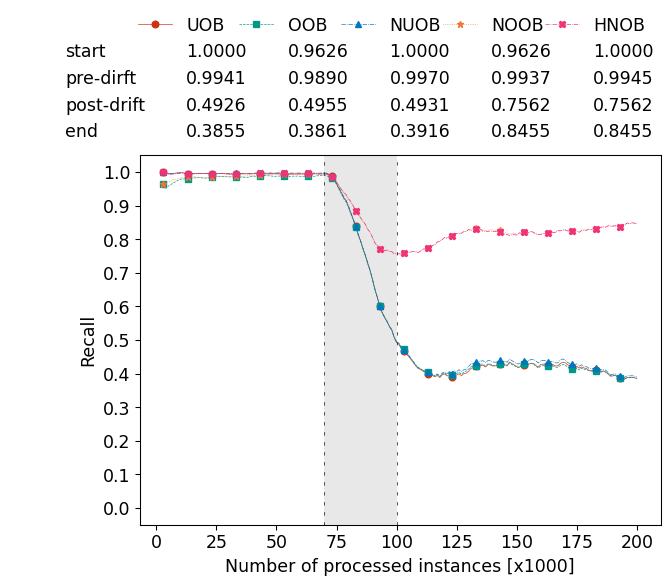 UOB OOB NUOB NOOB HNOB
start 1.0000 0.9626 1.0000 0.9626 1.0000
pre-dirft 0.9941 0.9890 0.9970 0.9937 0.9945
post-drift 0.4926 0.4955 0.4931 0.7562 0.7562
end 0.3855 0.3861 0.3916 0.8455 0.8455
1.0
0.9
0.8
0.7
0.6
0.5
0.4
0.3
0.2
0.1
0.0
Recall
0 25 50 75 100 125 150 175 200
Number of processed instances [x1000]